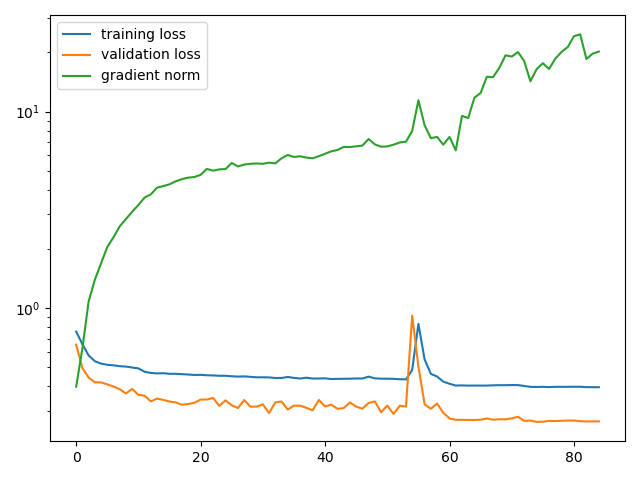 training loss
validation loss
gradient norm
10¹
10⁰
0 20 40 60 80